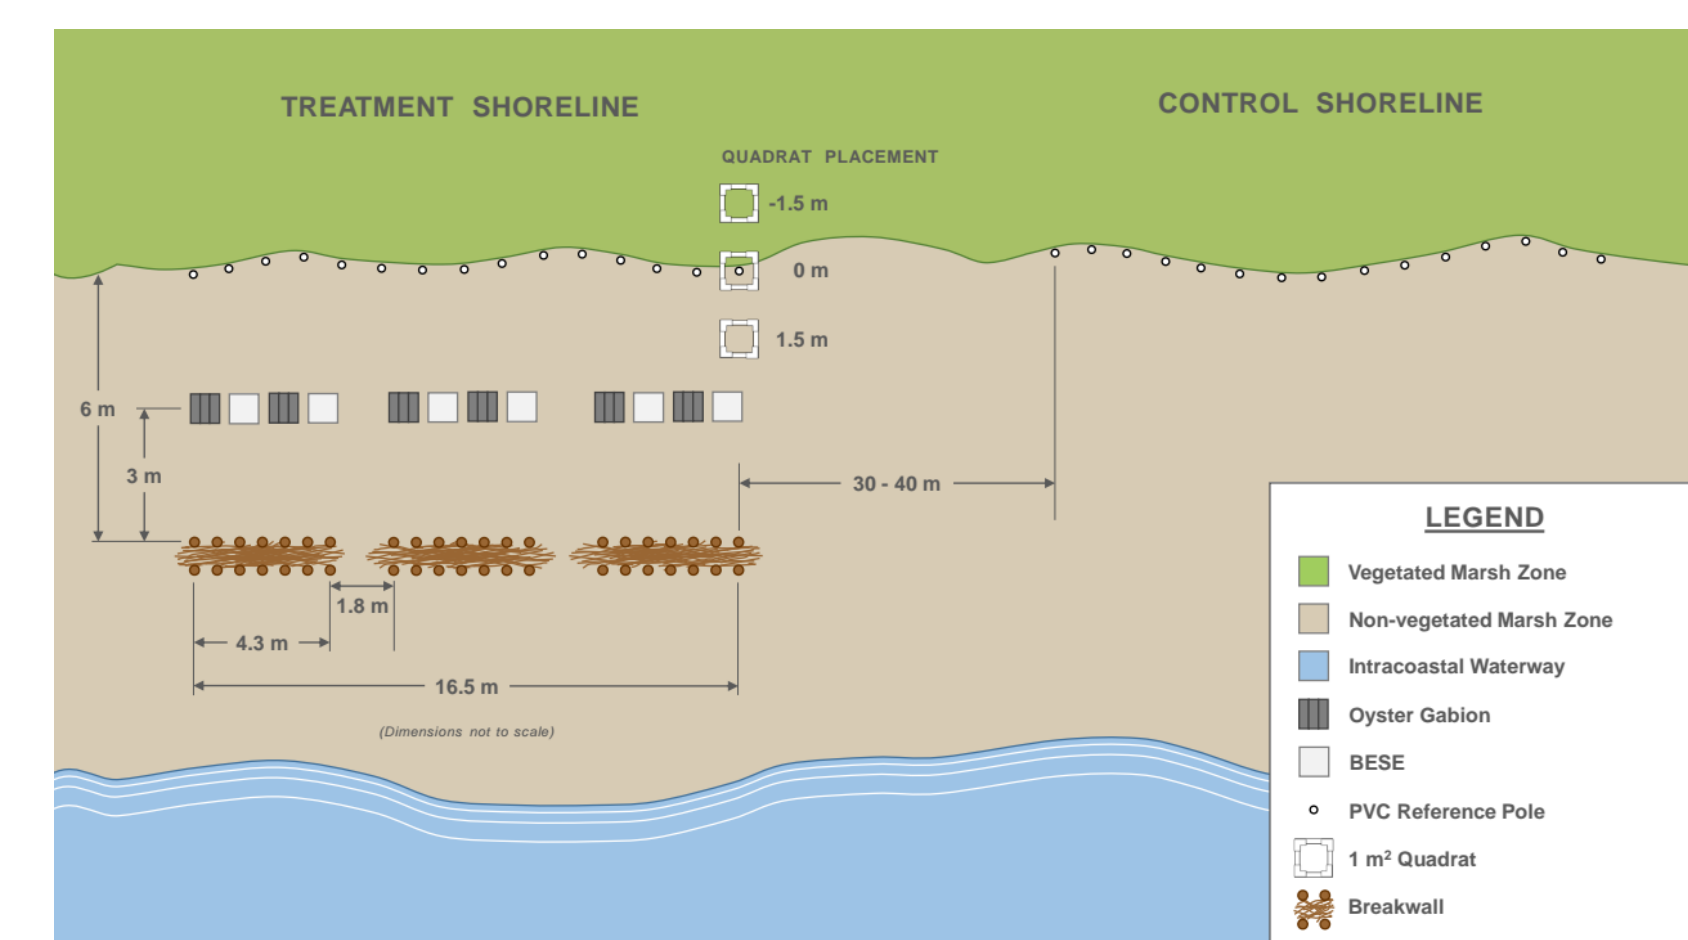 TREATMENT SHORELINE
CONTROL SHORELINE
QUADRAT PLACEMENT
-1.5 m
0 m
1.5 m
6 m
3 m
30 - 40 m
1.8 m
4.3 m
16.5 m
(Dimensions not to scale)
LEGEND
Vegetated Marsh Zone
Non-vegetated Marsh Zone
Intracoastal Waterway
Oyster Gabion
BESE
PVC Reference Pole
1 m² Quadrat
Breakwall